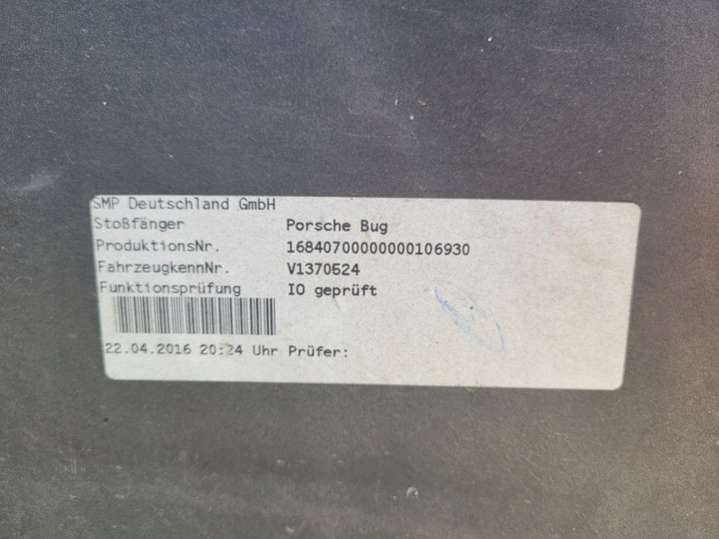 SMP Deutschland GmbH
Stoßfänger Porsche Bug
ProduktionsNr. 16840700000000106930
FahrzeugkennNr. V1370524
Funktionsprüfung IO geprüft
22.04.2016 20:24 Uhr Prüfer: